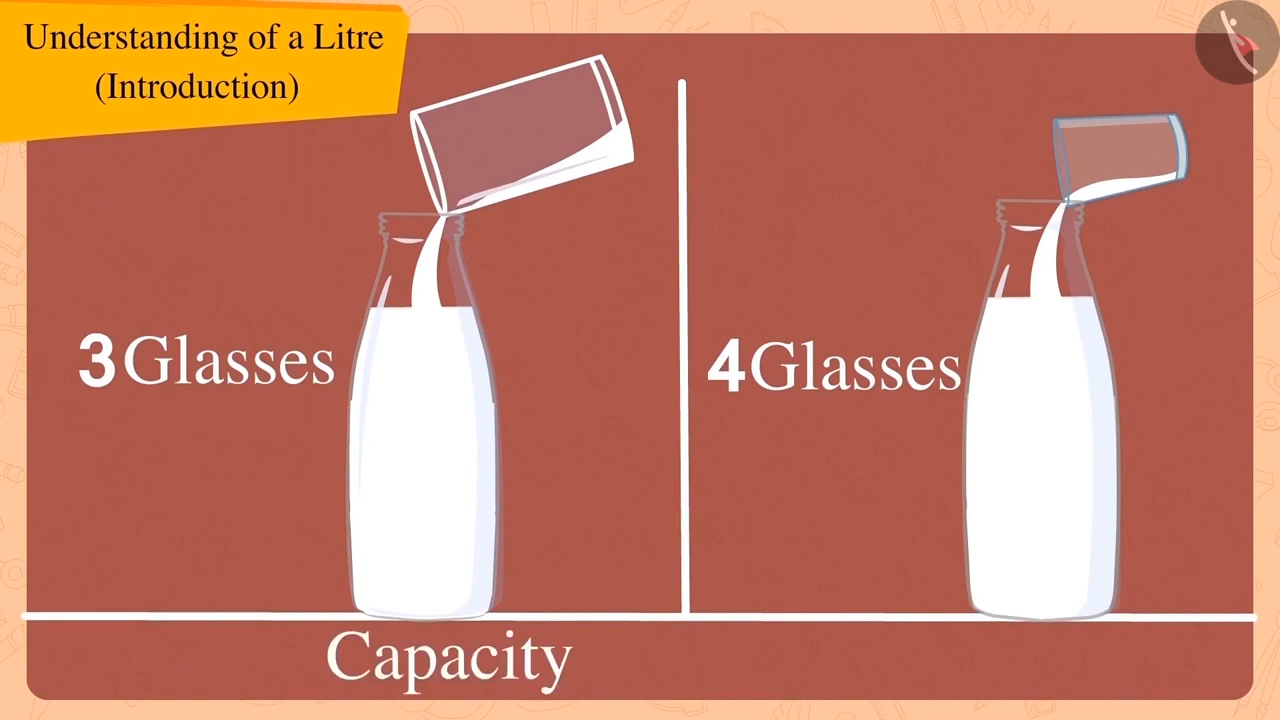 Understanding of a Litre
(Introduction)
3 Glasses
4 Glasses
Capacity